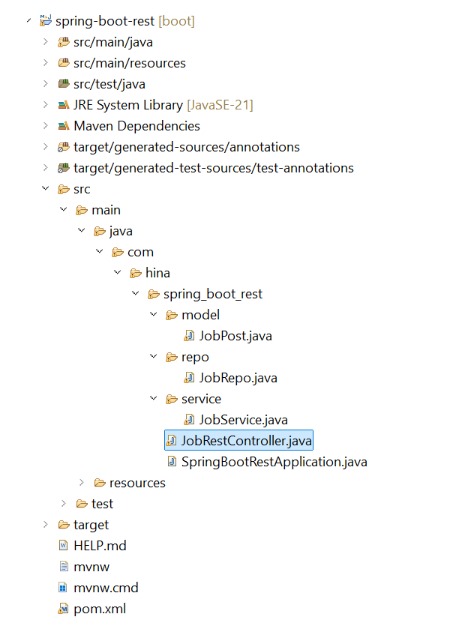 spring-boot-rest [boot]
src/main/java
src/main/resources
src/test/java
JRE System Library [JavaSE-21]
Maven Dependencies
target/generated-sources/annotations
target/generated-test-sources/test-annotations
src
main
java
com
hina
spring_boot_rest
model
JobPost.java
repo
JobRepo.java
service
JobService.java
JobRestController.java
SpringBootRestApplication.java
resources
test
target
HELP.md
mvnw
mvnw.cmd
pom.xml